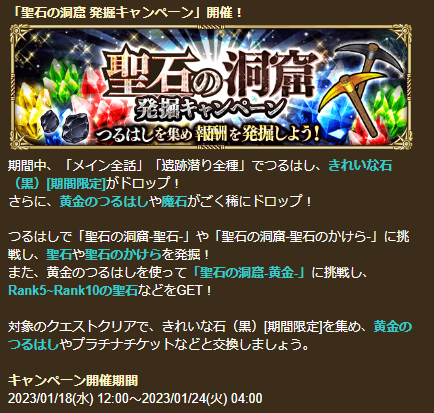 「聖石の洞窟 発掘キャンペーン」開催！
聖石の洞窟
発掘キャンペーン
つるはしを集め 報酬を発掘しよう！
期間中、「メイン全話」「遺跡潜り全種」でつるはし、きれいな石
（黒）[期間限定]がドロップ！
さらに、黄金のつるはしや魔石がごく稀にドロップ！
つるはしで「聖石の洞窟-聖石-」や「聖石の洞窟-聖石のかけら-」に挑
戦し、聖石や聖石のかけらを発掘！
また、黄金のつるはしを使って「聖石の洞窟-黄金-」に挑戦し、
Rank5~Rank10の聖石などをGET！
対象のクエストクリアで、きれいな石（黒）[期間限定]を集め、黄金の
つるはしやプラチナチケットなどと交換しましょう。
キャンペーン開催期間
2023/01/18(水) 12:00～2023/01/24(火) 04:00